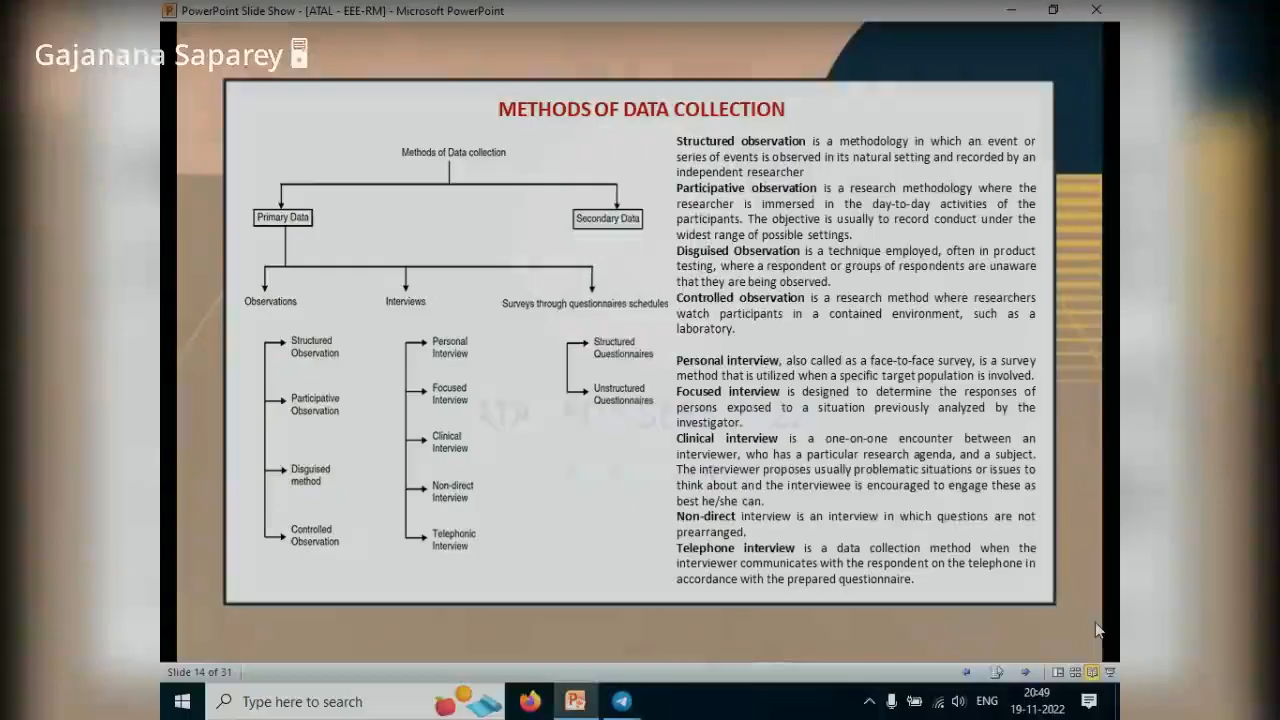 PowerPoint Slide Show - [ATAL - EEE-RM] - Microsoft PowerPoint
Gajanana Saparey
METHODS OF DATA COLLECTION
Methods of Data collection
Primary Data
Secondary Data
Observations
Interviews
Surveys through questionnaires schedules
Structured
Observation
Participative
Observation
Disguised
method
Controlled
Observation
Personal
Interview
Focused
Interview
Clinical
Interview
Non-direct
Interview
Telephonic
Interview
Structured
Questionnaires
Unstructured
Questionnaires
Structured observation is a methodology in which an event or
series of events is observed in its natural setting and recorded by an
independent researcher
Participative observation is a research methodology where the
researcher is immersed in the day-to-day activities of the
participants. The objective is usually to record conduct under the
widest range of possible settings.
Disguised Observation is a technique employed, often in product
testing, where a respondent or groups of respondents are unaware
that they are being observed.
Controlled observation is a research method where researchers
watch participants in a contained environment, such as a
laboratory.
Personal interview, also called as a face-to-face survey, is a survey
method that is utilized when a specific target population is involved.
Focused interview is designed to determine the responses of
persons exposed to a situation previously analyzed by the
investigator.
Clinical interview is a one-on-one encounter between an
interviewer, who has a particular research agenda, and a subject.
The interviewer proposes usually problematic situations or issues to
think about and the interviewee is encouraged to engage these as
best he/she can.
Non-direct interview is an interview in which questions are not
prearranged.
Telephone interview is a data collection method when the
interviewer communicates with the respondent on the telephone in
accordance with the prepared questionnaire.
Slide 14 of 31
Type here to search
ENG
20:49
19-11-2022